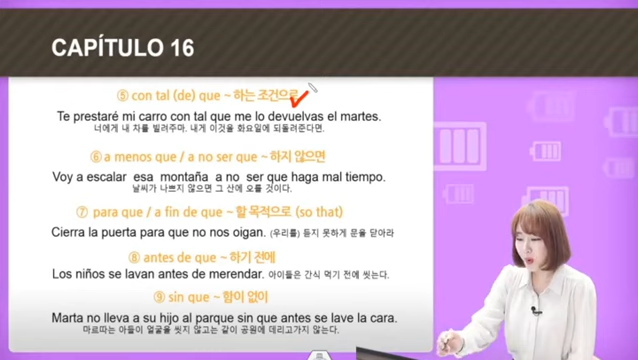 CAPÍTULO 16
⑤ con tal (de) que ~ 하는 조건으로
Te prestaré mi carro con tal que me lo devuelvas el martes.
너에게 내 차를 빌려주마. 내게 이것을 화요일에 되돌려준다면.
⑥ a menos que / a no ser que ~ 하지 않으면
Voy a escalar esa montaña a no ser que haga mal tiempo.
날씨가 나쁘지 않으면 그 산에 오를 것이다.
⑦ para que / a fin de que ~ 할 목적으로 (so that)
Cierra la puerta para que no nos oigan. (우리를) 듣지 못하게 문을 닫아라
⑧ antes de que ~ 하기 전에
Los niños se lavan antes de merendar. 아이들은 간식 먹기 전에 씻는다.
⑨ sin que ~ 함이 없이
Marta no lleva a su hijo al parque sin que antes se lave la cara.
마르따는 아들이 얼굴을 씻지 않고는 같이 공원에 데리고가지 않는다.